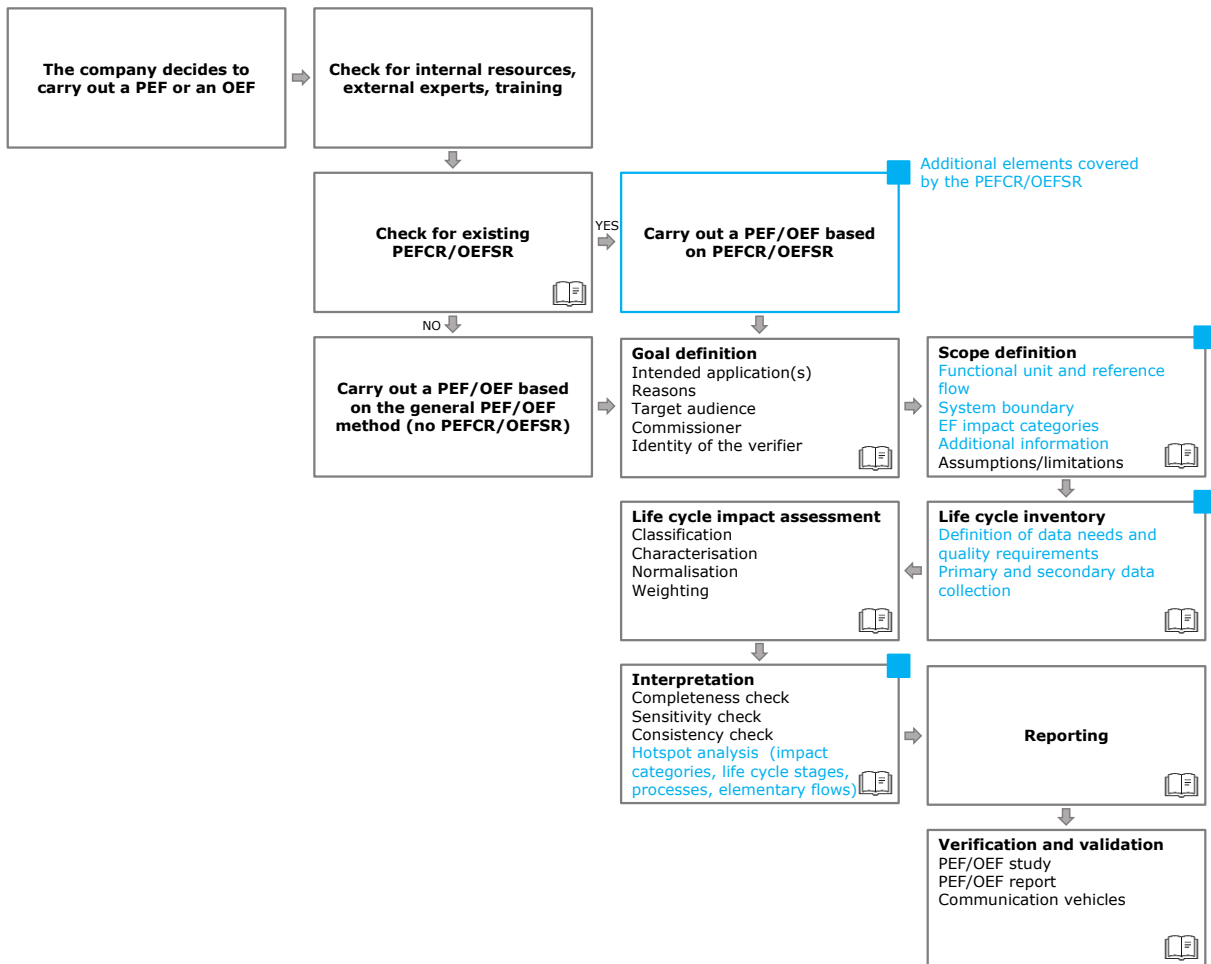 The company decides to
carry out a PEF or an OEF
Check for internal resources,
external experts, training
Additional elements covered
by the PEFCR/OEFSR
Check for existing
PEFCR/OEFSR
YES
Carry out a PEF/OEF based
on PEFCR/OEFSR
NO
Carry out a PEF/OEF based
on the general PEF/OEF
method (no PEFCR/OEFSR)
Goal definition
Intended application(s)
Reasons
Target audience
Commissioner
Identity of the verifier
Scope definition
Functional unit and reference
flow
System boundary
EF impact categories
Additional information
Assumptions/limitations
Life cycle impact assessment
Classification
Characterisation
Normalisation
Weighting
Life cycle inventory
Definition of data needs and
quality requirements
Primary and secondary data
collection
Interpretation
Completeness check
Sensitivity check
Consistency check
Hotspot analysis (impact
categories, life cycle stages,
processes, elementary flows)
Reporting
Verification and validation
PEF/OEF study
PEF/OEF report
Communication vehicles